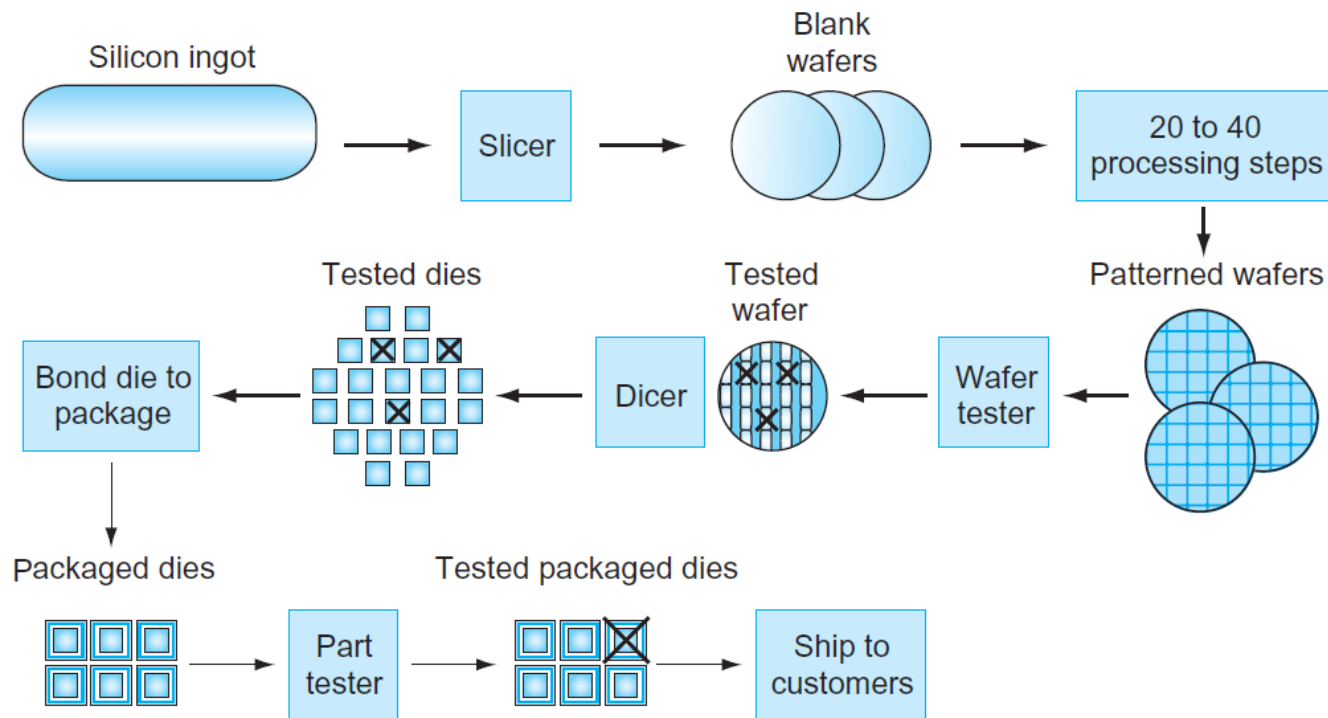 Silicon ingot
Slicer
Blank
wafers
20 to 40
processing steps
Patterned wafers
Wafer
tester
Tested
wafer
Dicer
Tested dies
Bond die to
package
Packaged dies
Part
tester
Tested packaged dies
Ship to
customers